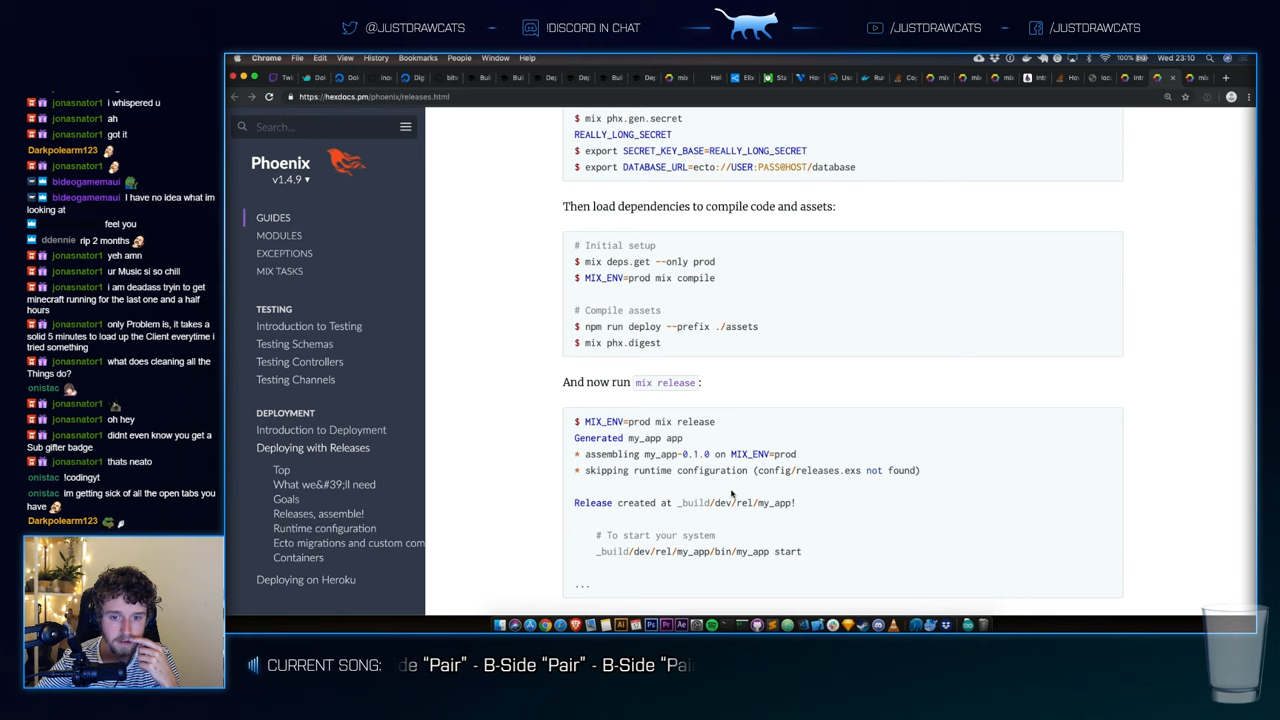 @JUSTDRAWCATS
!DISCORD IN CHAT
/JUSTDRAWCATS
/JUSTDRAWCATS
Chrome File Edit View History Bookmarks People Window Help
100% Wed 23:10
https://hexdocs.pm/phoenix/releases.html
jonasnator1 i whispered u
jonasnator1 ah
jonasnator1 got it
Darkpolearm123
jonasnator1
bideogamemaui
bideogamemaui I have no idea what im
looking at
feel you
ddennie rip 2 months
jonasnator1 yeh amn
jonasnator1 ur Music si so chill
jonasnator1 i am deadass tryin to get
minecraft running for the last one and a half
hours
jonasnator1 only Problem is, it takes a
solid 5 minutes to load up the Client everytime i
tried something
jonasnator1 what does cleaning all the
Things do?
onistac
jonasnator1
jonasnator1 oh hey
jonasnator1 didnt even know you get a
Sub gifter badge
jonasnator1 thats neato
onistac !codingyt
onistac im getting sick of all the open tabs you
have
Darkpolearm123
Search...
Phoenix
v1.4.9 ▾
GUIDES
MODULES
EXCEPTIONS
MIX TASKS
TESTING
Introduction to Testing
Testing Schemas
Testing Controllers
Testing Channels
DEPLOYMENT
Introduction to Deployment
Deploying with Releases
Top
What we&#39;ll need
Goals
Releases, assemble!
Runtime configuration
Ecto migrations and custom com
Containers
Deploying on Heroku
$ mix phx.gen.secret
REALLY_LONG_SECRET
$ export SECRET_KEY_BASE=REALLY_LONG_SECRET
$ export DATABASE_URL=ecto://USER:PASS@HOST/database
Then load dependencies to compile code and assets:
# Initial setup
$ mix deps.get --only prod
$ MIX_ENV=prod mix compile
# Compile assets
$ npm run deploy --prefix ./assets
$ mix phx.digest
And now run mix release:
$ MIX_ENV=prod mix release
Generated my_app app
* assembling my_app-0.1.0 on MIX_ENV=prod
* skipping runtime configuration (config/releases.exs not found)
Release created at _build/dev/rel/my_app!
# To start your system
_build/dev/rel/my_app/bin/my_app start
...
CURRENT SONG:
de “Pair” - B-Side “Pair” - B-Side “Pai